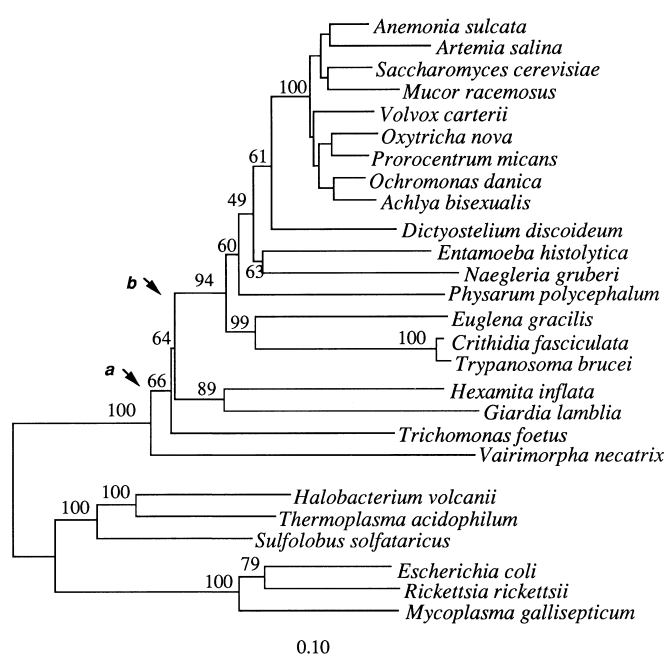 Anemonia sulcata
Artemia salina
Saccharomyces cerevisiae
100
Mucor racemosus
Volvox carterii
Oxytricha nova
61
Prorocentrum micans
Ochromonas danica
49
Achlya bisexualis
Dictyostelium discoideum
60
Entamoeba histolytica
63
Naegleria gruberi
b
94
Physarum polycephalum
99
Euglena gracilis
64
100
Crithidia fasciculata
Trypanosoma brucei
a
66
89
Hexamita inflata
100
Giardia lamblia
Trichomonas foetus
Vairimorpha necatrix
100
Halobacterium volcanii
100
Thermoplasma acidophilum
Sulfolobus solfataricus
79
Escherichia coli
100
Rickettsia rickettsii
Mycoplasma gallisepticum
0.10